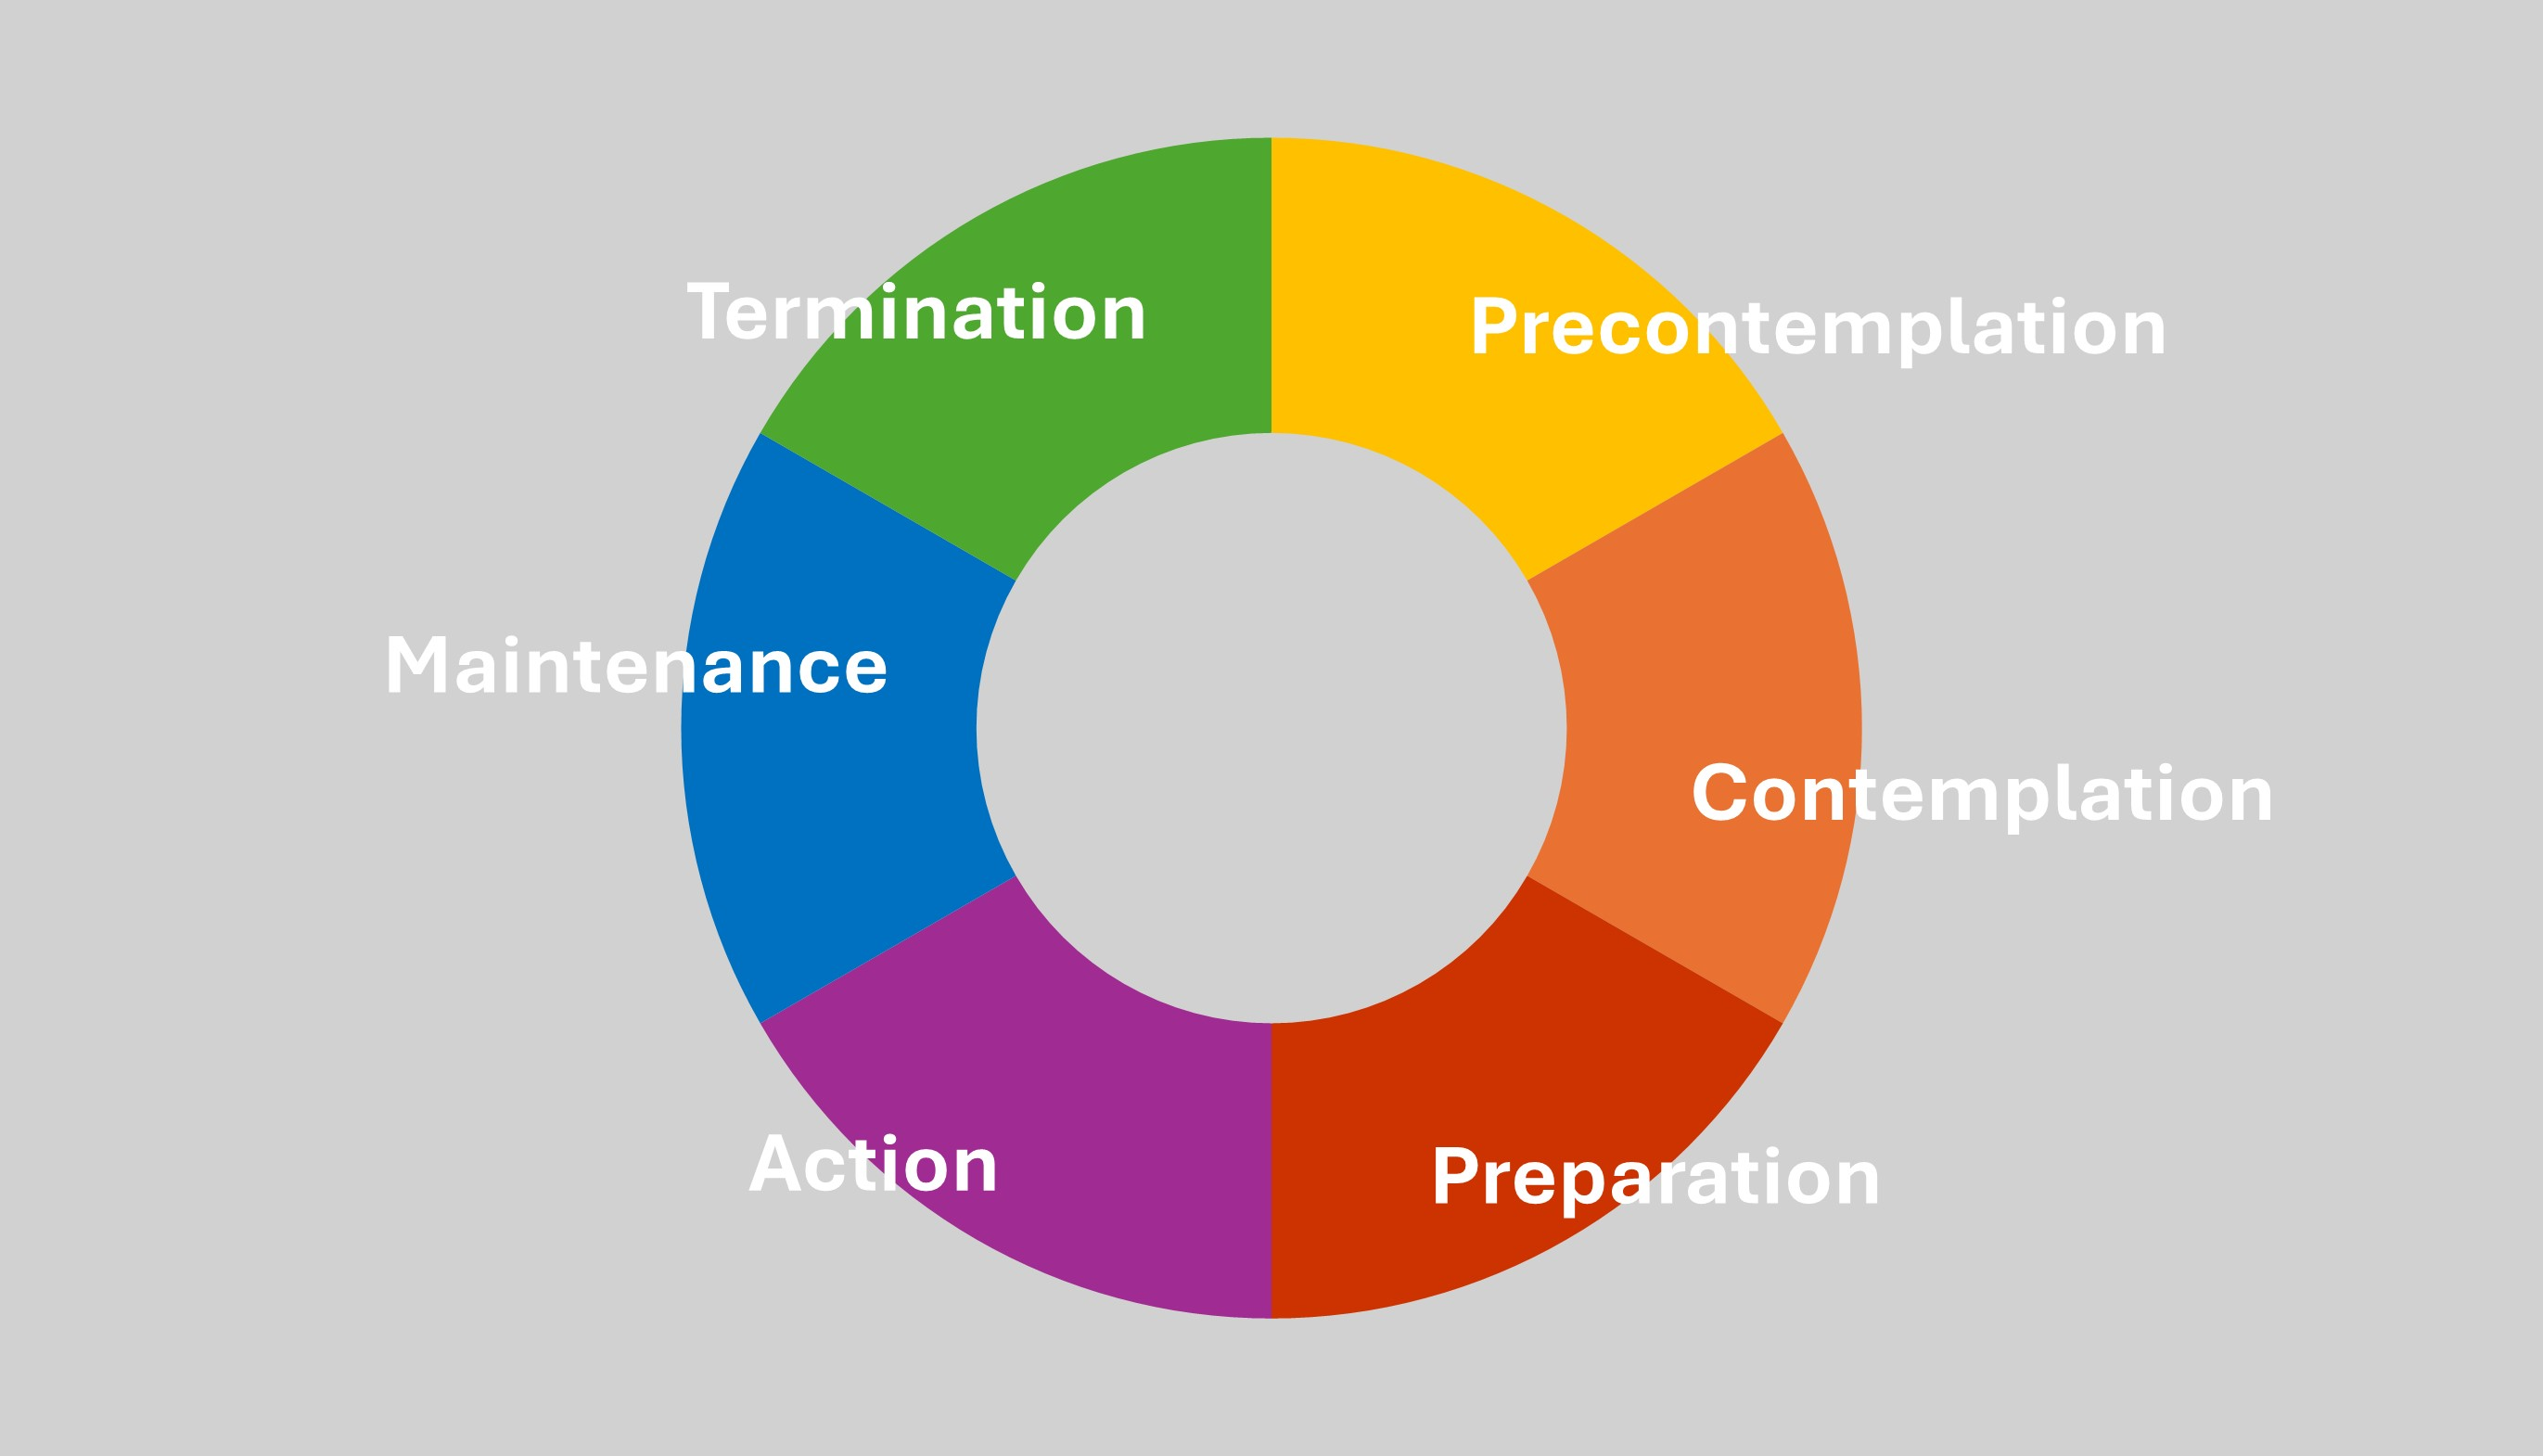 Termination
Precontemplation
Maintenance
Contemplation
Action
Preparation